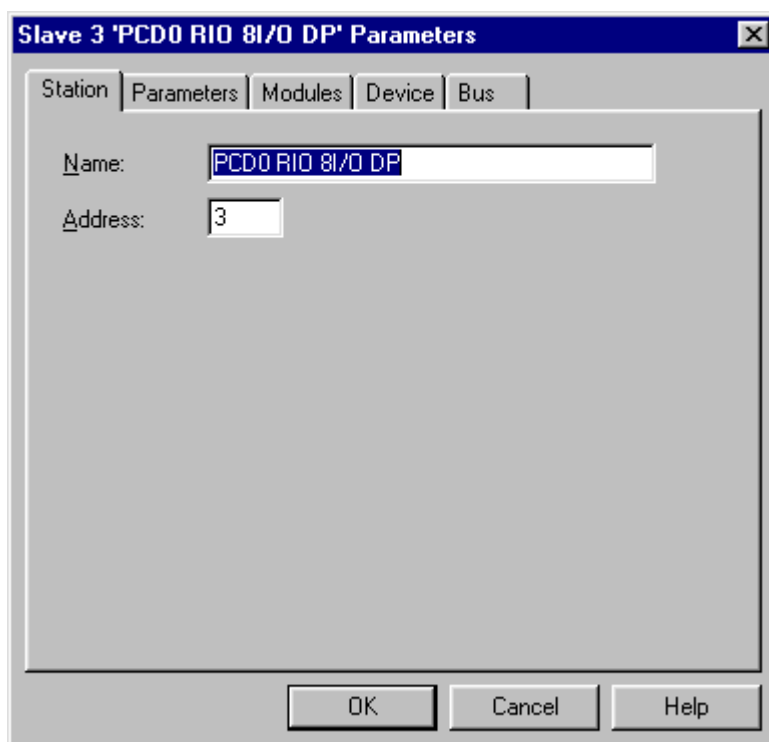 Slave 3 'PCD0 RIO 8I/O DP' Parameters
Station Parameters Modules Device Bus
Name: PCD0 RIO 8I/O DP
Address: 3
OK Cancel Help